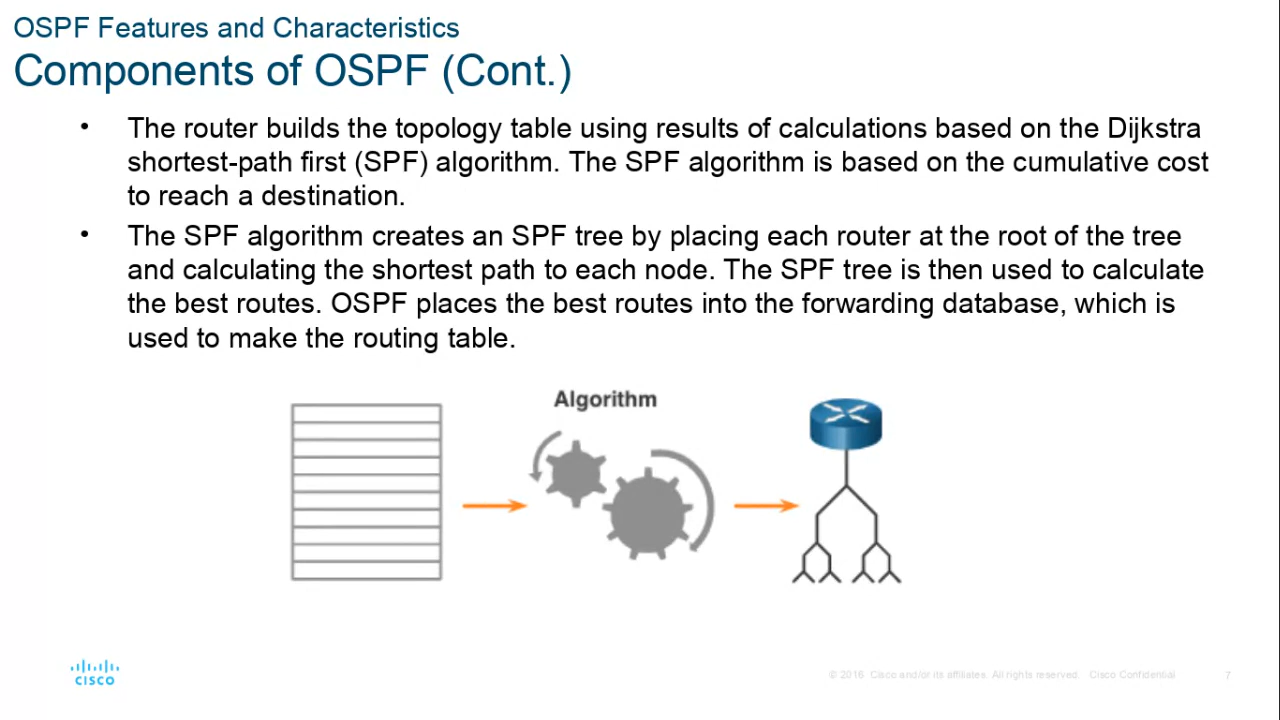 OSPF Features and Characteristics
Components of OSPF (Cont.)
• The router builds the topology table using results of calculations based on the Dijkstra
shortest-path first (SPF) algorithm. The SPF algorithm is based on the cumulative cost
to reach a destination.
• The SPF algorithm creates an SPF tree by placing each router at the root of the tree
and calculating the shortest path to each node. The SPF tree is then used to calculate
the best routes. OSPF places the best routes into the forwarding database, which is
used to make the routing table.
Algorithm
CISCO
© 2016 Cisco and/or its affiliates. All rights reserved. Cisco Confidential
7